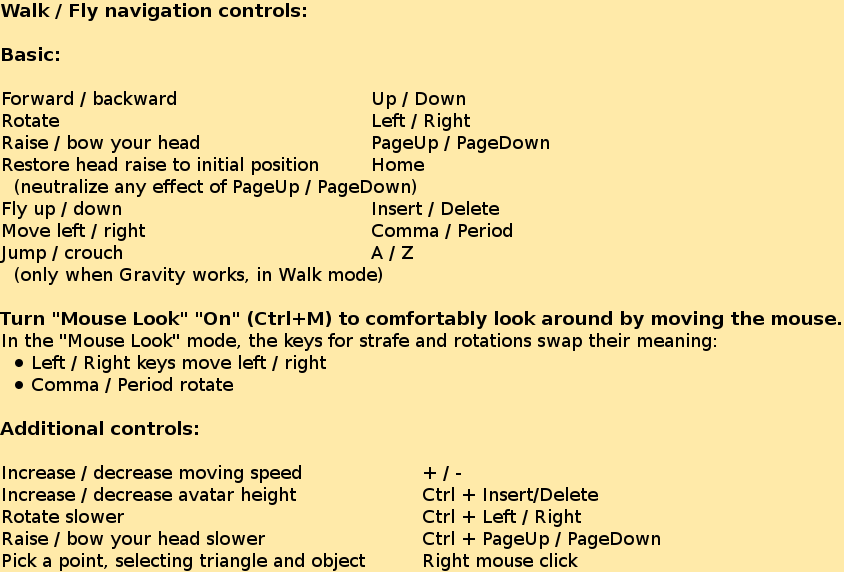 Walk / Fly navigation controls:
Basic:
Forward / backward Up / Down
Rotate Left / Right
Raise / bow your head PageUp / PageDown
Restore head raise to initial position Home
(neutralize any effect of PageUp / PageDown)
Fly up / down Insert / Delete
Move left / right Comma / Period
Jump / crouch A / Z
(only when Gravity works, in Walk mode)
Turn "Mouse Look" "On" (Ctrl+M) to comfortably look around by moving the mouse.
In the "Mouse Look" mode, the keys for strafe and rotations swap their meaning:
● Left / Right keys move left / right
● Comma / Period rotate
Additional controls:
Increase / decrease moving speed + / -
Increase / decrease avatar height Ctrl + Insert/Delete
Rotate slower Ctrl + Left / Right
Raise / bow your head slower Ctrl + PageUp / PageDown
Pick a point, selecting triangle and object Right mouse click